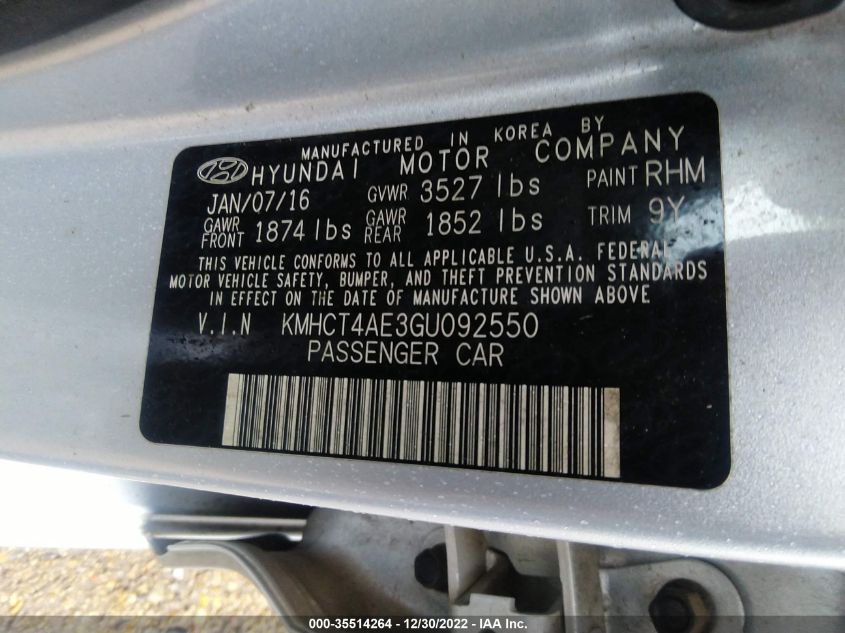 MANUFACTURED IN KOREA BY
HYUNDAI MOTOR COMPANY
JAN/07/16 GVWR 3527 lbs PAINT RHM
GAWR FRONT 1874 lbs GAWR REAR 1852 lbs TRIM 9Y
THIS VEHICLE CONFORMS TO ALL APPLICABLE U.S.A. FEDERAL
MOTOR VEHICLE SAFETY, BUMPER, AND THEFT PREVENTION STANDARDS
IN EFFECT ON THE DATE OF MANUFACTURE SHOWN ABOVE
V.I.N KMHCT4AE3GU092550
PASSENGER CAR
000-35514264 - 12/30/2022 - IAA Inc.